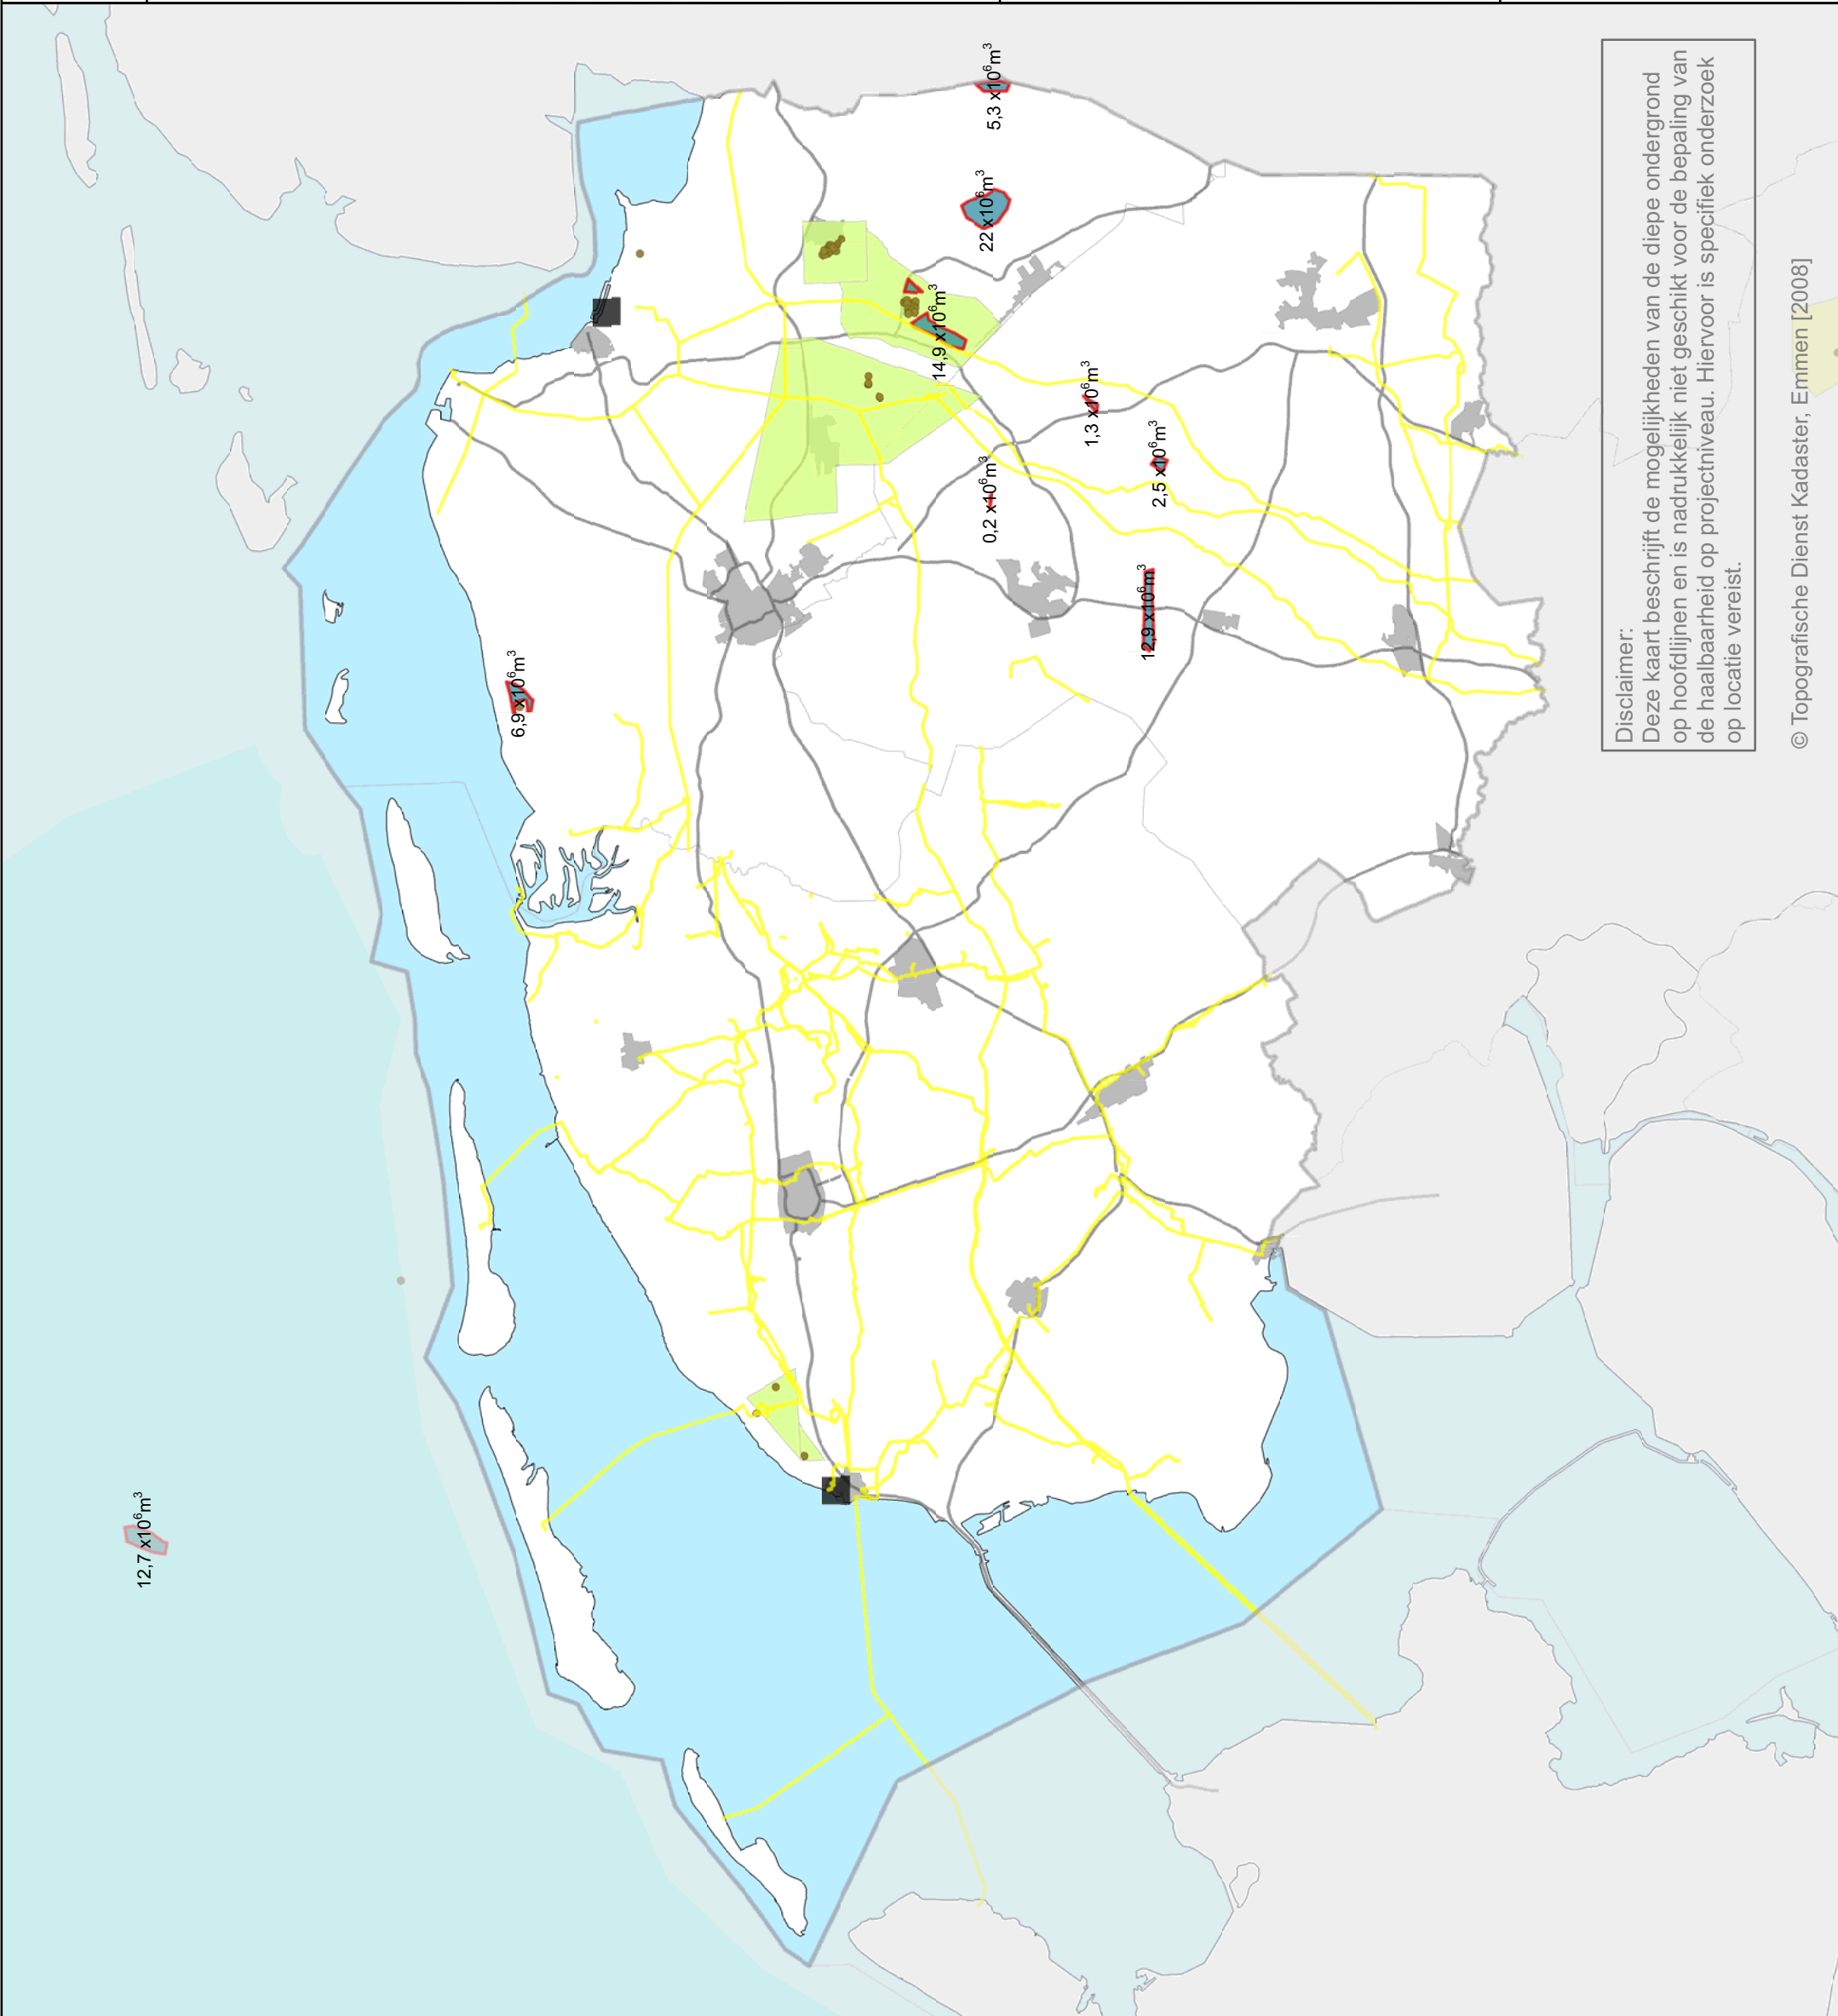 5,3 x10⁶m³
22 x10⁶m³
14,9 x10⁶m³
1,3 x10⁶m³
2,5 x10⁶m³
0,2 x10⁶m³
12,9 x10⁶m³
6,9 x10⁶m³
12,7 x10⁶m³
Disclaimer:
Deze kaart beschrijft de mogelijkheden van de diepe ondergrond
op hoofdlijnen en is nadrukkelijk niet geschikt voor de bepaling van
de haalbaarheid op projectniveau. Hiervoor is specifiek onderzoek
op locatie vereist.
© Topografische Dienst Kadaster, Emmen [2008]